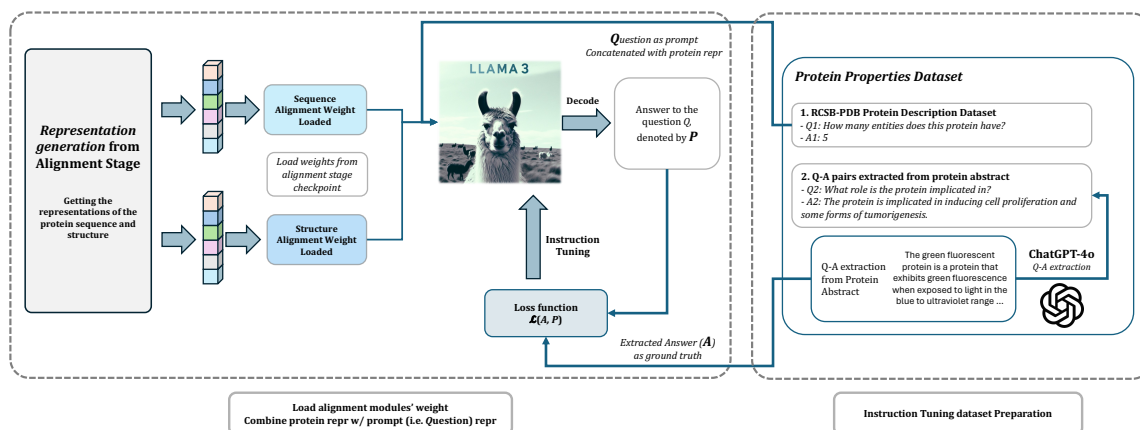 Representation
generation from
Alignment Stage
Getting the
representations of the
protein sequence and
structure
Sequence
Alignment Weight
Loaded
Load weights from
alignment stage
checkpoint
Structure
Alignment Weight
Loaded
LLAMA 3
Decode
Question as prompt
Concatenated with protein repr
Answer to the
question Q,
denoted by P
Instruction
Tuning
Loss function
𝓛(A, P)
Extracted Answer (A)
as ground truth
Load alignment modules' weight
Combine protein repr w/ prompt (i.e. Question) repr
Protein Properties Dataset
1. RCSB-PDB Protein Description Dataset
- Q1: How many entities does this protein have?
- A1: 5
2. Q-A pairs extracted from protein abstract
- Q2: What role is the protein implicated in?
- A2: The protein is implicated in inducing cell proliferation and
some forms of tumorigenesis.
Q-A extraction
from Protein
Abstract
The green fluorescent
protein is a protein that
exhibits green fluorescence
when exposed to light in the
blue to ultraviolet range ...
ChatGPT-4o
Q-A extraction
Instruction Tuning dataset Preparation